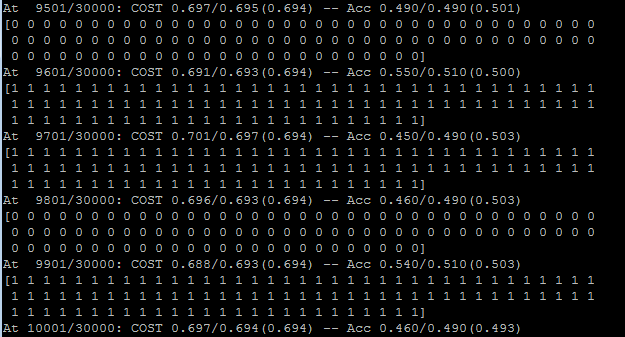 At  9501/30000: COST 0.697/0.695(0.694) -- Acc 0.490/0.490(0.501)
[0 0 0 0 0 0 0 0 0 0 0 0 0 0 0 0 0 0 0 0 0 0 0 0 0 0 0 0 0 0 0 0 0 0 0 0 0
 0 0 0 0 0 0 0 0 0 0 0 0 0 0 0 0 0 0 0 0 0 0 0 0 0 0 0 0 0 0 0 0 0 0 0 0 0
 0 0 0 0 0 0 0 0 0 0 0 0 0 0 0 0 0 0 0 0 0 0 0 0 0 0]
At  9601/30000: COST 0.691/0.693(0.694) -- Acc 0.550/0.510(0.500)
[1 1 1 1 1 1 1 1 1 1 1 1 1 1 1 1 1 1 1 1 1 1 1 1 1 1 1 1 1 1 1 1 1 1 1 1 1
 1 1 1 1 1 1 1 1 1 1 1 1 1 1 1 1 1 1 1 1 1 1 1 1 1 1 1 1 1 1 1 1 1 1 1 1 1
 1 1 1 1 1 1 1 1 1 1 1 1 1 1 1 1 1 1 1 1 1 1 1 1 1 1]
At  9701/30000: COST 0.701/0.697(0.694) -- Acc 0.450/0.490(0.503)
[1 1 1 1 1 1 1 1 1 1 1 1 1 1 1 1 1 1 1 1 1 1 1 1 1 1 1 1 1 1 1 1 1 1 1 1 1
 1 1 1 1 1 1 1 1 1 1 1 1 1 1 1 1 1 1 1 1 1 1 1 1 1 1 1 1 1 1 1 1 1 1 1 1 1
 1 1 1 1 1 1 1 1 1 1 1 1 1 1 1 1 1 1 1 1 1 1 1 1 1 1]
At  9801/30000: COST 0.696/0.693(0.694) -- Acc 0.460/0.490(0.503)
[0 0 0 0 0 0 0 0 0 0 0 0 0 0 0 0 0 0 0 0 0 0 0 0 0 0 0 0 0 0 0 0 0 0 0 0 0
 0 0 0 0 0 0 0 0 0 0 0 0 0 0 0 0 0 0 0 0 0 0 0 0 0 0 0 0 0 0 0 0 0 0 0 0 0
 0 0 0 0 0 0 0 0 0 0 0 0 0 0 0 0 0 0 0 0 0 0 0 0 0 0]
At  9901/30000: COST 0.688/0.693(0.694) -- Acc 0.540/0.510(0.503)
[1 1 1 1 1 1 1 1 1 1 1 1 1 1 1 1 1 1 1 1 1 1 1 1 1 1 1 1 1 1 1 1 1 1 1 1 1
 1 1 1 1 1 1 1 1 1 1 1 1 1 1 1 1 1 1 1 1 1 1 1 1 1 1 1 1 1 1 1 1 1 1 1 1 1
 1 1 1 1 1 1 1 1 1 1 1 1 1 1 1 1 1 1 1 1 1 1 1 1 1 1]
At 10001/30000: COST 0.697/0.694(0.694) -- Acc 0.460/0.490(0.493)